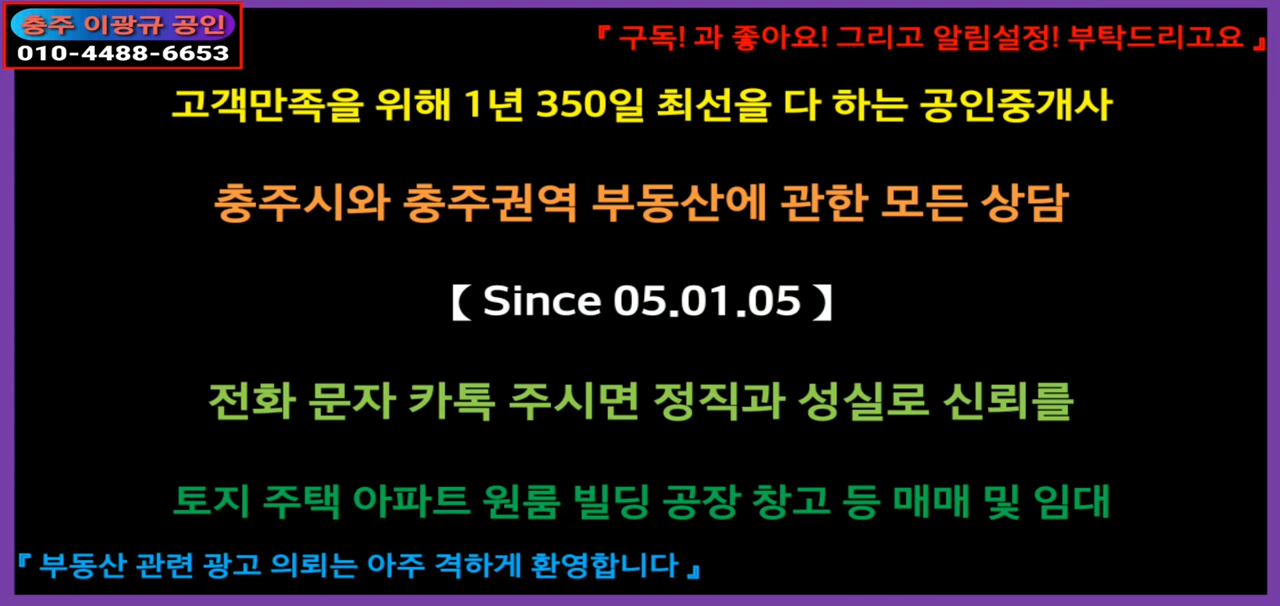 충주 이광규 공인
010-4488-6653
『 구독! 과 좋아요! 그리고 알림설정! 부탁드리고요 』
고객만족을 위해 1년 350일 최선을 다 하는 공인중개사
충주시와 충주권역 부동산에 관한 모든 상담
【 Since 05.01.05 】
전화 문자 카톡 주시면 정직과 성실로 신뢰를
토지 주택 아파트 원룸 빌딩 공장 창고 등 매매 및 임대
『 부동산 관련 광고 의뢰는 아주 격하게 환영합니다 』